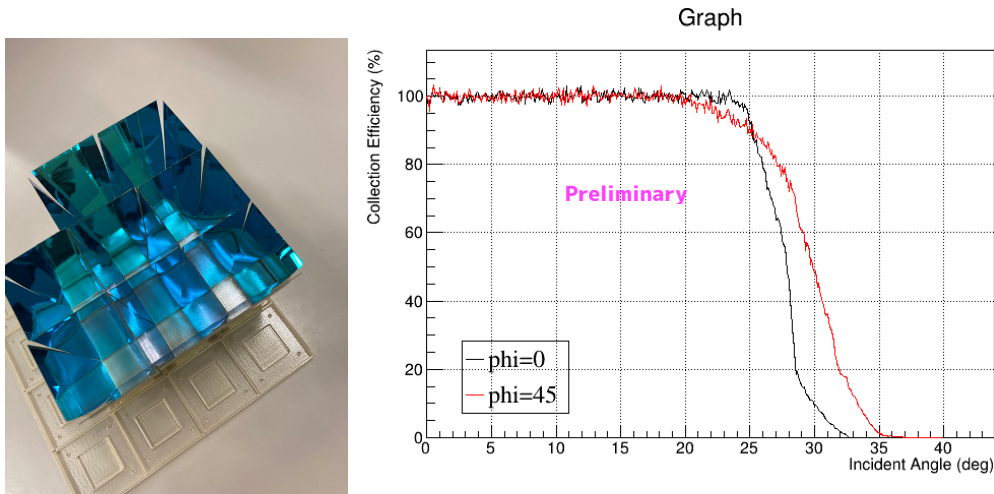 Graph
Collection Efficiency (%)
100
80
60
40
20
0
Preliminary
phi=0
phi=45
0 5 10 15 20 25 30 35 40
Incident Angle (deg)